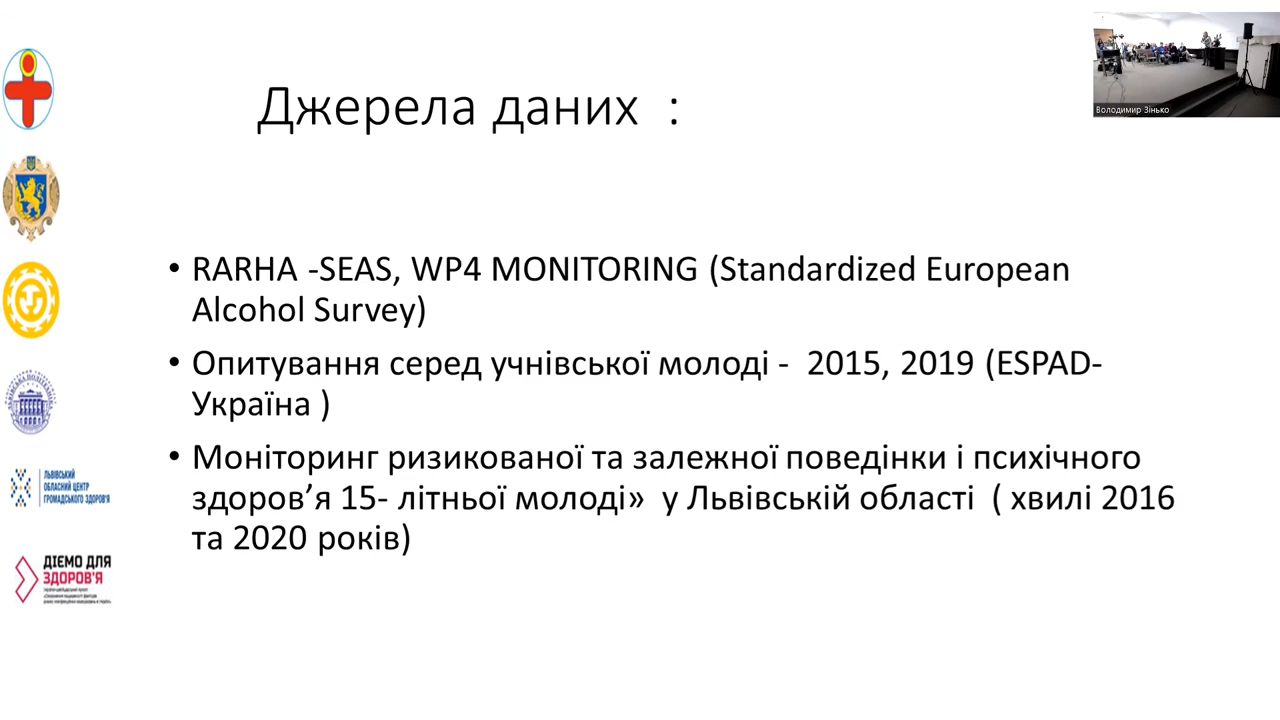 Джерела даних :
Володимир Зінько
• RARHA -SEAS, WP4 MONITORING (Standardized European
Alcohol Survey)
• Опитування серед учнівської молоді - 2015, 2019 (ESPAD-
Україна )
• Моніторинг ризикованої та залежної поведінки і психічного
здоров’я 15- літньої молоді» у Львівській області ( хвилі 2016
та 2020 років)
ЛЬВІВСЬКИЙ
ОБЛАСНИЙ ЦЕНТР
ГРОМАДСЬКОГО ЗДОРОВ'Я
ДІЄМО ДЛЯ
ЗДОРОВ'Я